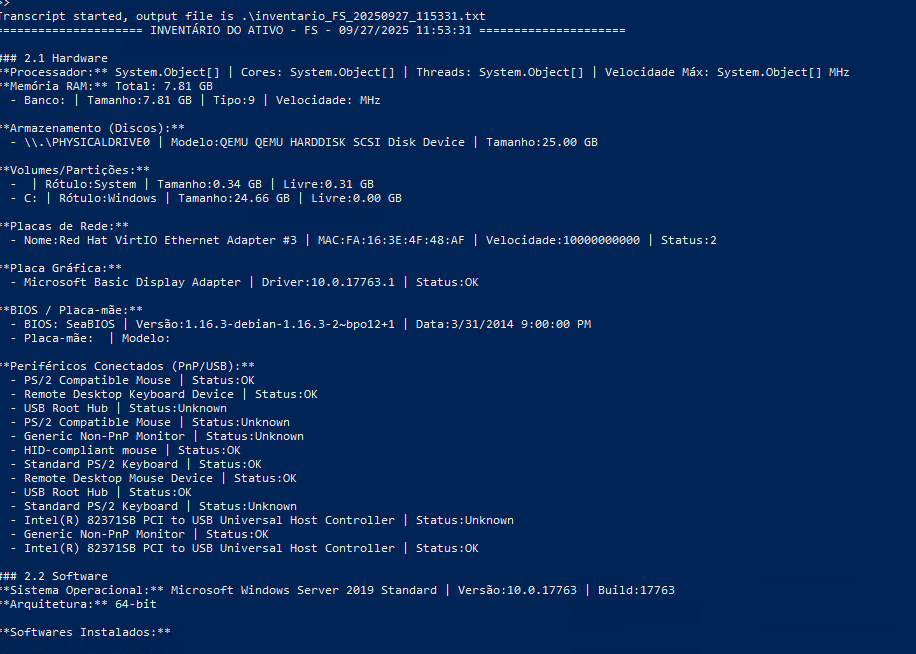 >>
Transcript started, output file is .\inventario_FS_20250927_115331.txt
===================== INVENTÁRIO DO ATIVO - FS - 09/27/2025 11:53:31 =====================
### 2.1 Hardware
**Processador:** System.Object[] | Cores: System.Object[] | Threads: System.Object[] | Velocidade Máx: System.Object[] MHz
**Memória RAM:** Total: 7.81 GB
- Banco: | Tamanho:7.81 GB | Tipo:9 | Velocidade: MHz
**Armazenamento (Discos):**
- \\.\PHYSICALDRIVE0 | Modelo:QEMU QEMU HARDDISK SCSI Disk Device | Tamanho:25.00 GB
**Volumes/Partições:**
-  | Rótulo:System | Tamanho:0.34 GB | Livre:0.31 GB
- C: | Rótulo:Windows | Tamanho:24.66 GB | Livre:0.00 GB
**Placas de Rede:**
- Nome:Red Hat VirtIO Ethernet Adapter #3 | MAC:FA:16:3E:4F:48:AF | Velocidade:10000000000 | Status:2
**Placa Gráfica:**
- Microsoft Basic Display Adapter | Driver:10.0.17763.1 | Status:OK
**BIOS / Placa-mãe:**
- BIOS: SeaBIOS | Versão:1.16.3-debian-1.16.3-2~bpo12+1 | Data:3/31/2014 9:00:00 PM
- Placa-mãe:  | Modelo:
**Periféricos Conectados (PnP/USB):**
- PS/2 Compatible Mouse | Status:OK
- Remote Desktop Keyboard Device | Status:OK
- USB Root Hub | Status:Unknown
- PS/2 Compatible Mouse | Status:Unknown
- Generic Non-PnP Monitor | Status:Unknown
- HID-compliant mouse | Status:OK
- Standard PS/2 Keyboard | Status:OK
- Remote Desktop Mouse Device | Status:OK
- USB Root Hub | Status:OK
- Standard PS/2 Keyboard | Status:Unknown
- Intel(R) 82371SB PCI to USB Universal Host Controller | Status:Unknown
- Generic Non-PnP Monitor | Status:OK
- Intel(R) 82371SB PCI to USB Universal Host Controller | Status:OK
### 2.2 Software
**Sistema Operacional:** Microsoft Windows Server 2019 Standard | Versão:10.0.17763 | Build:17763
**Arquitetura:** 64-bit
**Softwares Instalados:**